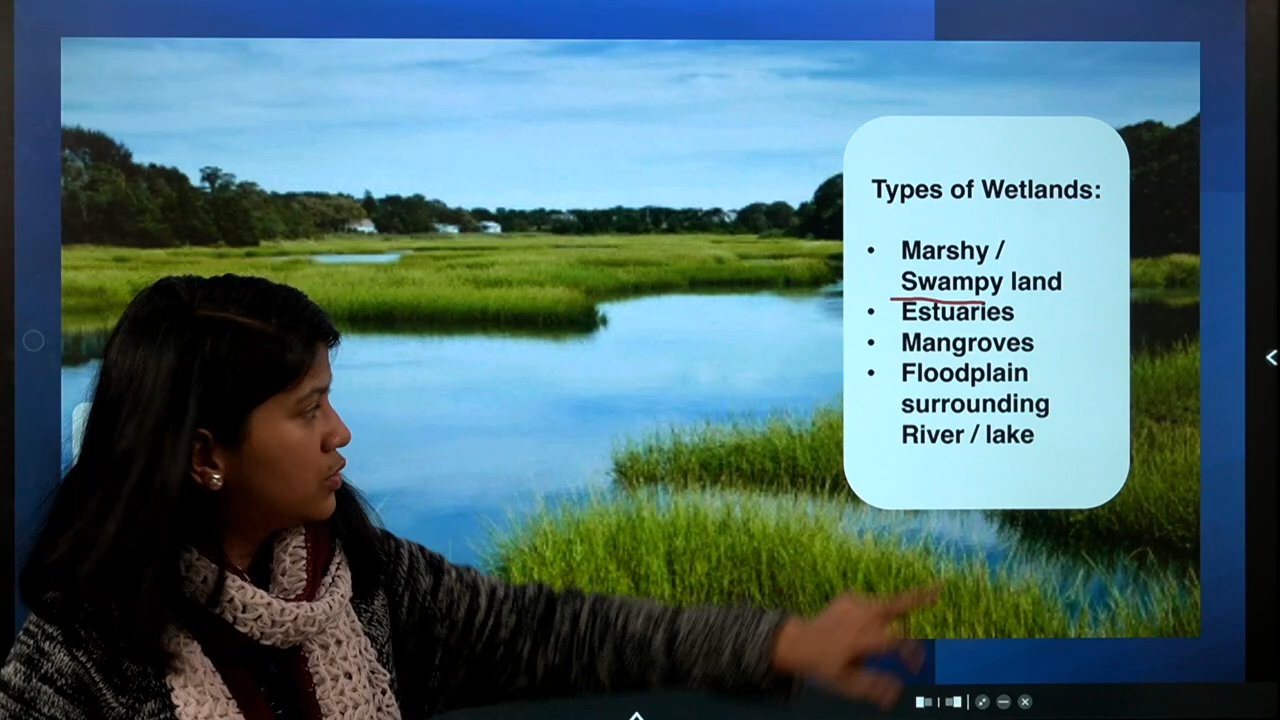 Types of Wetlands:
• Marshy /
Swampy land
• Estuaries
• Mangroves
• Floodplain
surrounding
River / lake